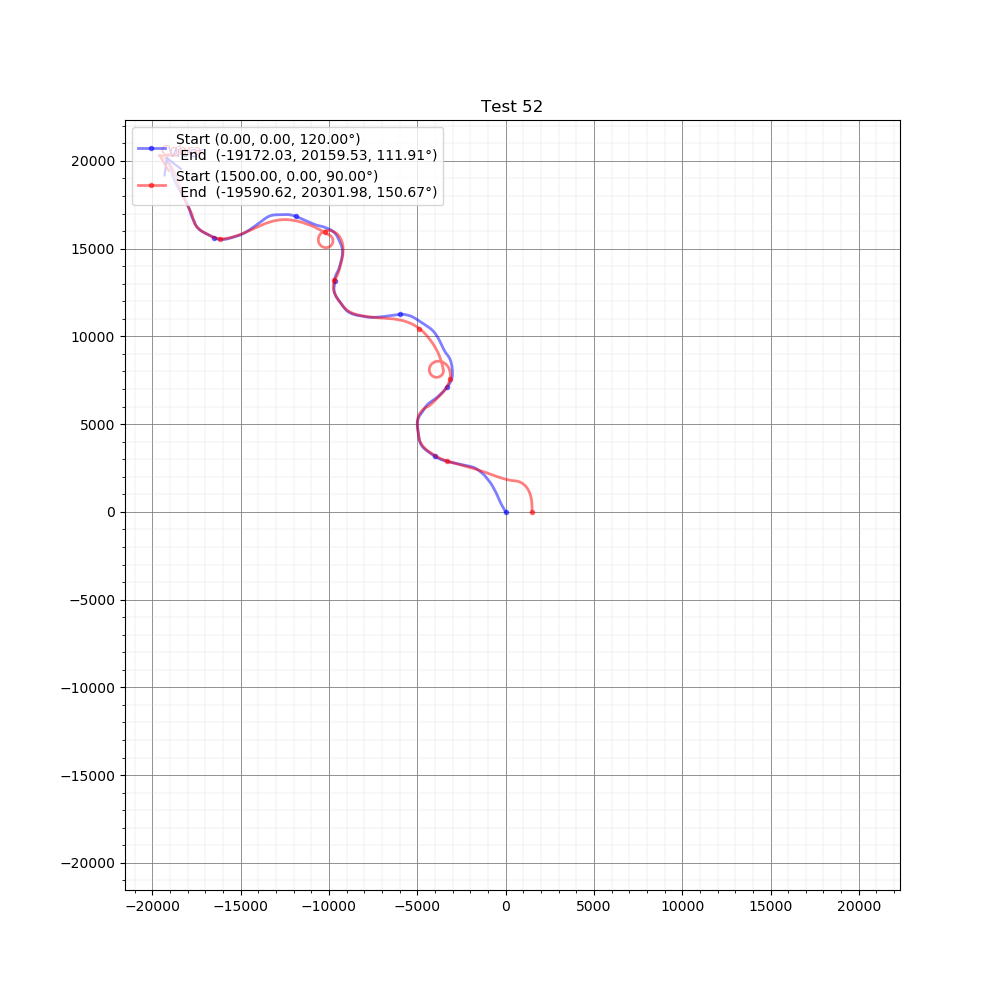 Test 52
Start (0.00, 0.00, 120.00°)
End  (-19172.03, 20159.53, 111.91°)
Start (1500.00, 0.00, 90.00°)
End  (-19590.62, 20301.98, 150.67°)
20000
15000
10000
5000
0
−5000
−10000
−15000
−20000
−20000 −15000 −10000 −5000 0 5000 10000 15000 20000